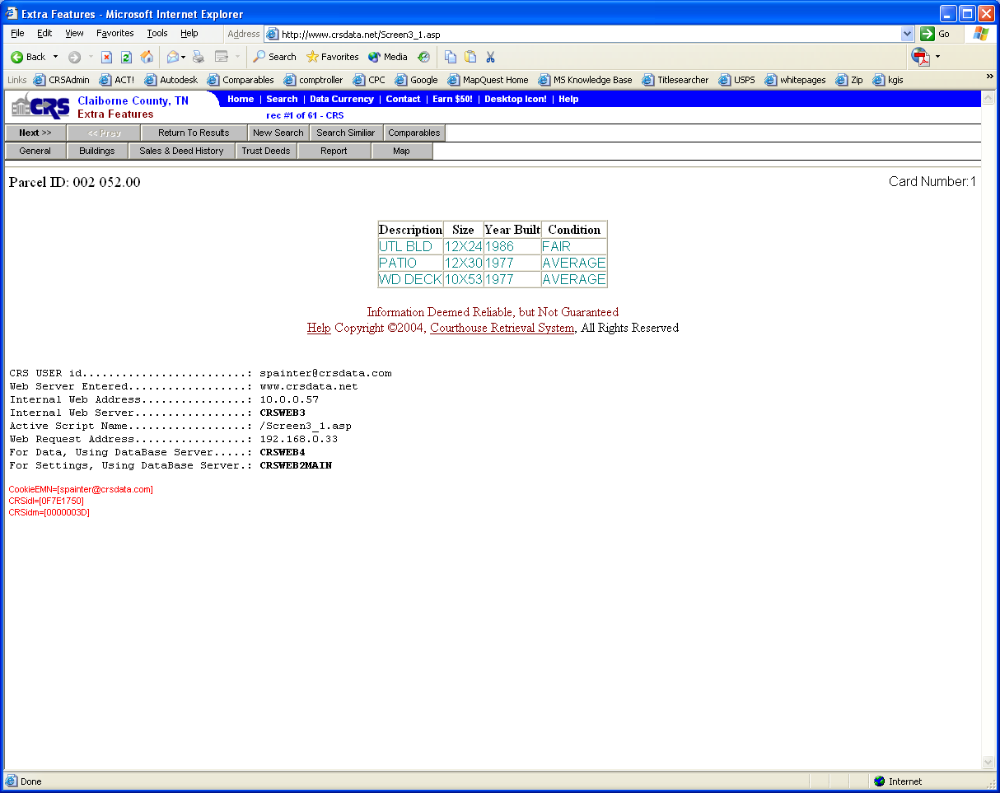 Extra Features - Microsoft Internet Explorer
File Edit View Favorites Tools Help Address http://www.crsdata.net/Screen3_1.asp Go
Back Search Favorites Media
Links CRSAdmin ACT! Autodesk Comparables comptroller CPC Google MapQuest Home MS Knowledge Base Titlesearcher USPS whitepages Zip kgis »
CRS Claiborne County, TN Home | Search | Data Currency | Contact | Earn $50! | Desktop Icon! | Help
Extra Features rec #1 of 61 - CRS
Next >> << Prev Return To Results New Search Search Similiar Comparables
General Buildings Sales & Deed History Trust Deeds Report Map
Parcel ID: 002 052.00 Card Number:1
Description Size Year Built Condition
UTL BLD 12X24 1986 FAIR
PATIO 12X30 1977 AVERAGE
WD DECK 10X53 1977 AVERAGE
Information Deemed Reliable, but Not Guaranteed
Help Copyright ©2004, Courthouse Retrieval System, All Rights Reserved
CRS USER id.........................: spainter@crsdata.com
Web Server Entered..................: www.crsdata.net
Internal Web Address................: 10.0.0.57
Internal Web Server.................: CRSWEB3
Active Script Name..................: /Screen3_1.asp
Web Request Address.................: 192.168.0.33
For Data, Using DataBase Server.....: CRSWEB4
For Settings, Using DataBase Server.: CRSWEB2MAIN
CookieEMN=[spainter@crsdata.com]
CRSidl=[0F7E1750]
CRSidm=[0000003D]
Done Internet